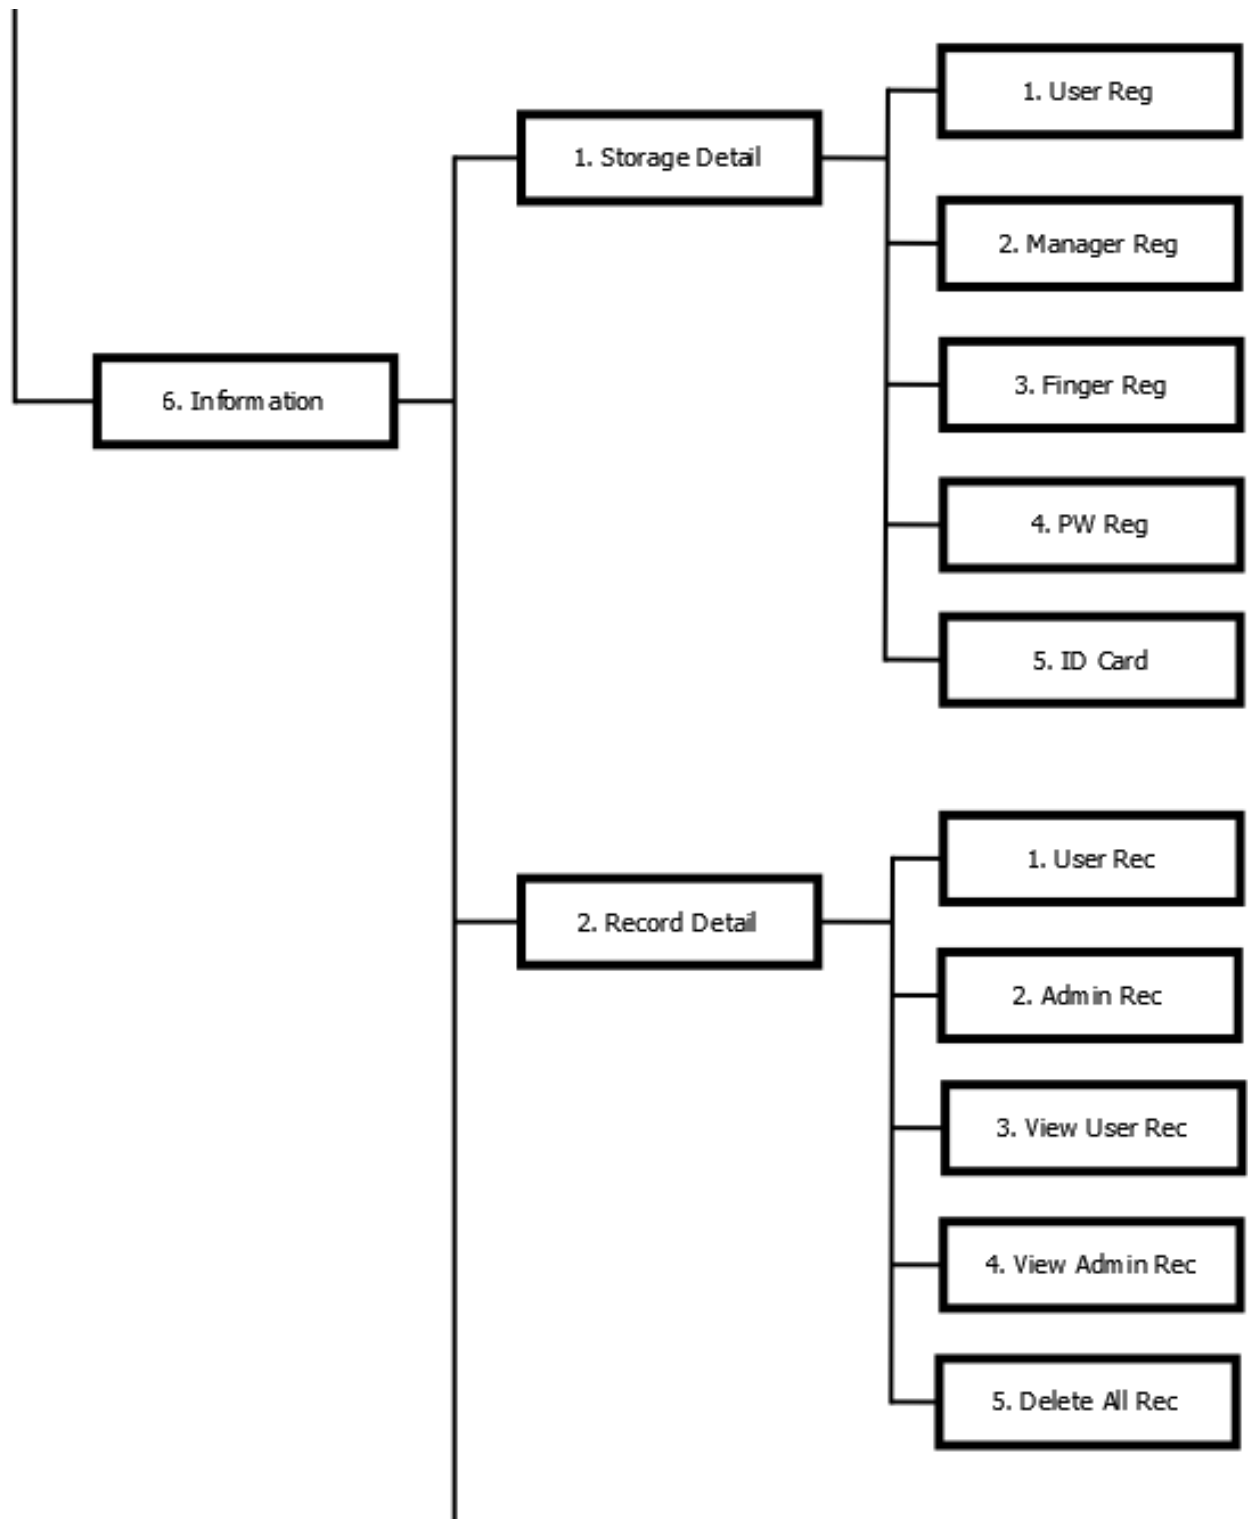 6. Information
1. Storage Detail
1. User Reg
2. Manager Reg
3. Finger Reg
4. PW Reg
5. ID Card
2. Record Detail
1. User Rec
2. Admin Rec
3. View User Rec
4. View Admin Rec
5. Delete All Rec